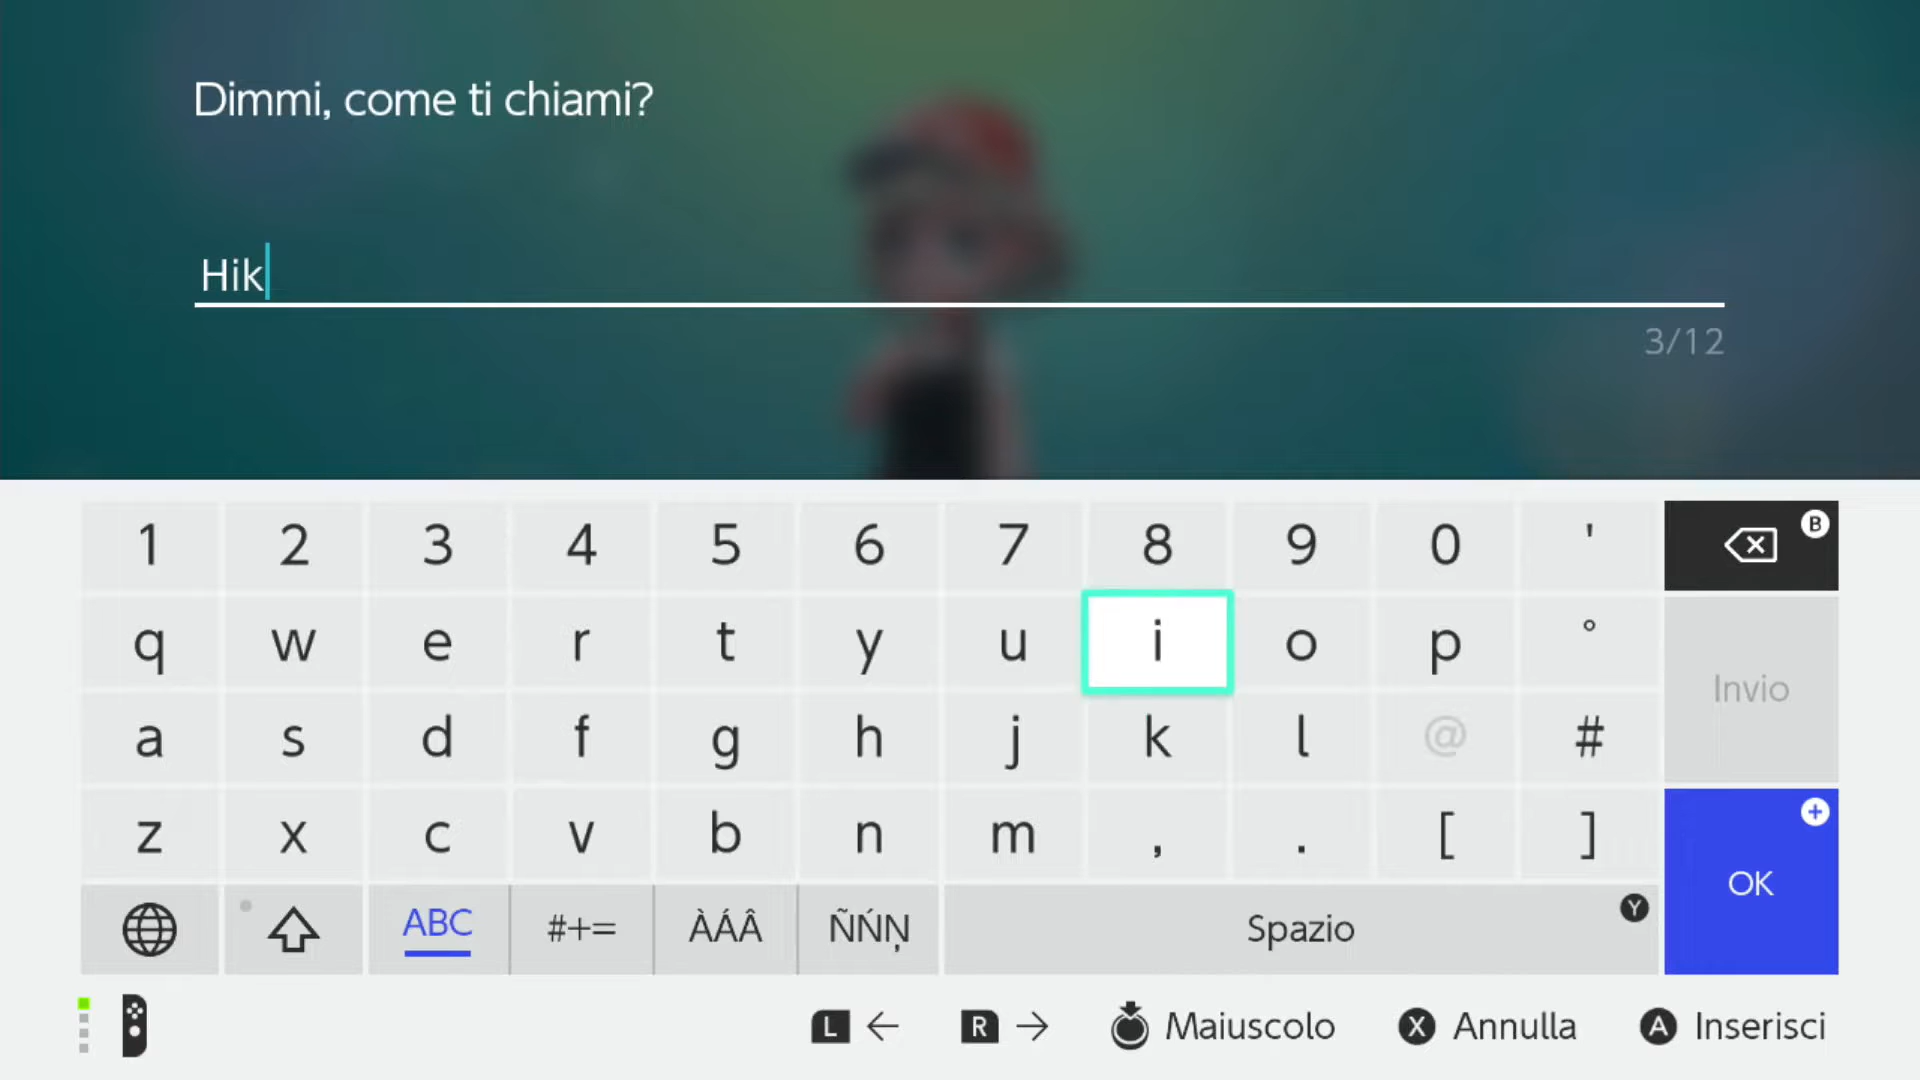 Dimmi, come ti chiami?
Hik
3/12
1 2 3 4 5 6 7 8 9 0 ' B
q w e r t y u i o p °
Invio
a s d f g h j k l @ #
z x c v b n m , . [ ]
OK
ABC #+= ÀÁÂ ÑŃŅ Spazio Y
L ← R → Maiuscolo X Annulla A Inserisci